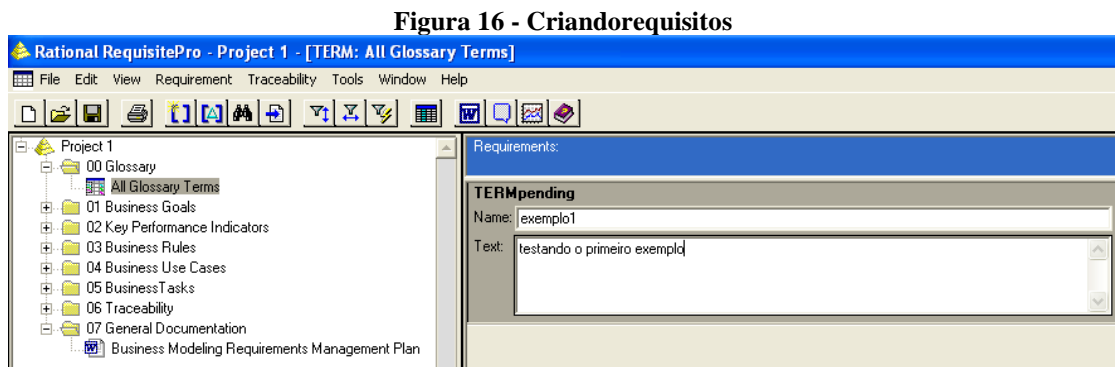 Figura 16 - Criandorequisitos
Rational RequisitePro - Project 1 - [TERM: All Glossary Terms]
File Edit View Requirement Traceability Tools Window Help
Project 1
00 Glossary
All Glossary Terms
01 Business Goals
02 Key Performance Indicators
03 Business Rules
04 Business Use Cases
05 BusinessTasks
06 Traceability
07 General Documentation
Business Modeling Requirements Management Plan
Requirements:
TERMpending
Name: exemplo1
Text: testando o primeiro exemplo